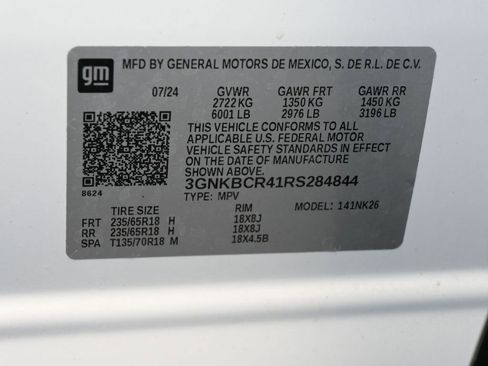 gm MFD BY GENERAL MOTORS DE MEXICO, S. DE R.L. DE C.V.
07/24 GVWR GAWR FRT GAWR RR
2722 KG 1350 KG 1450 KG
6001 LB 2976 LB 3196 LB
THIS VEHICLE CONFORMS TO ALL
APPLICABLE U.S. FEDERAL MOTOR
VEHICLE SAFETY STANDARDS IN EFFECT
ON THE DATE OF MANUFACTURE
SHOWN ABOVE.
3GNKBCR41RS284844
8624 TYPE: MPV MODEL: 141NK26
TIRE SIZE RIM
FRT 235/65R18 H 18X8J
RR 235/65R18 H 18X8J
SPA T135/70R18 M 18X4.5B